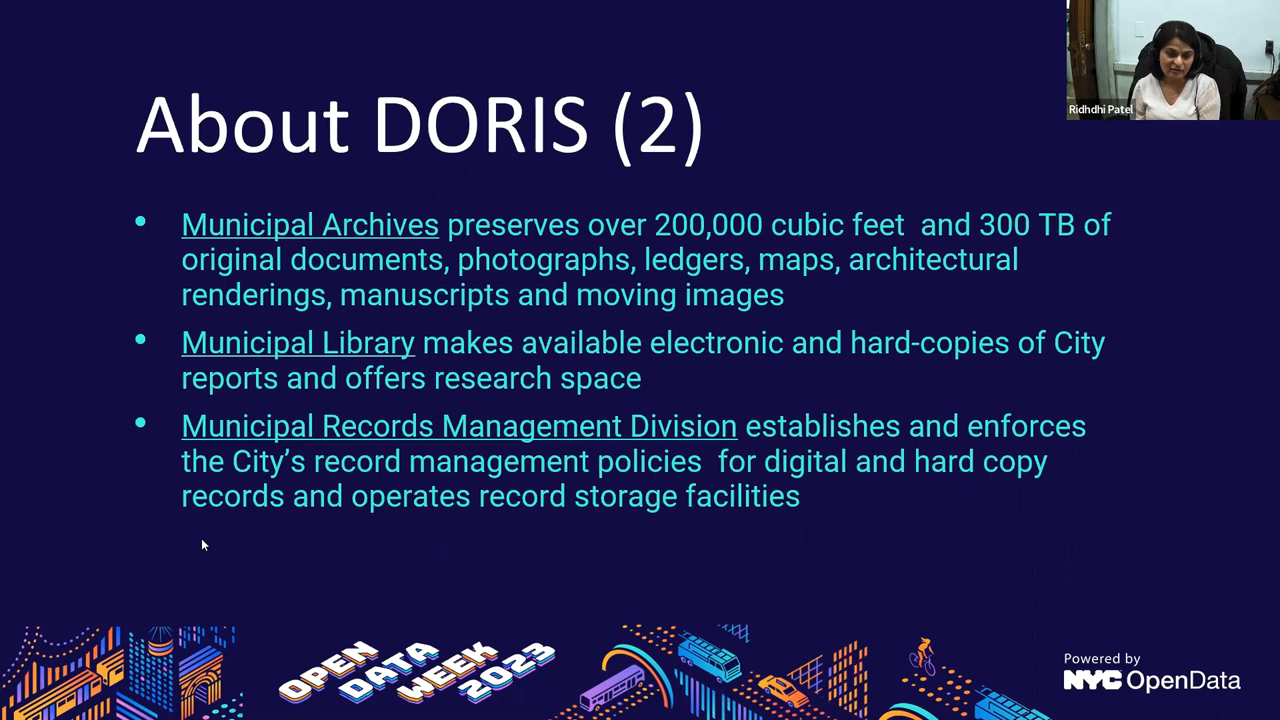 Ridhdhi Patel
About DORIS (2)
• Municipal Archives preserves over 200,000 cubic feet  and 300 TB of
original documents, photographs, ledgers, maps, architectural
renderings, manuscripts and moving images
• Municipal Library makes available electronic and hard-copies of City
reports and offers research space
• Municipal Records Management Division establishes and enforces
the City’s record management policies  for digital and hard copy
records and operates record storage facilities
OPEN
DATA
WEEK
2023
Powered by
NYC OpenData